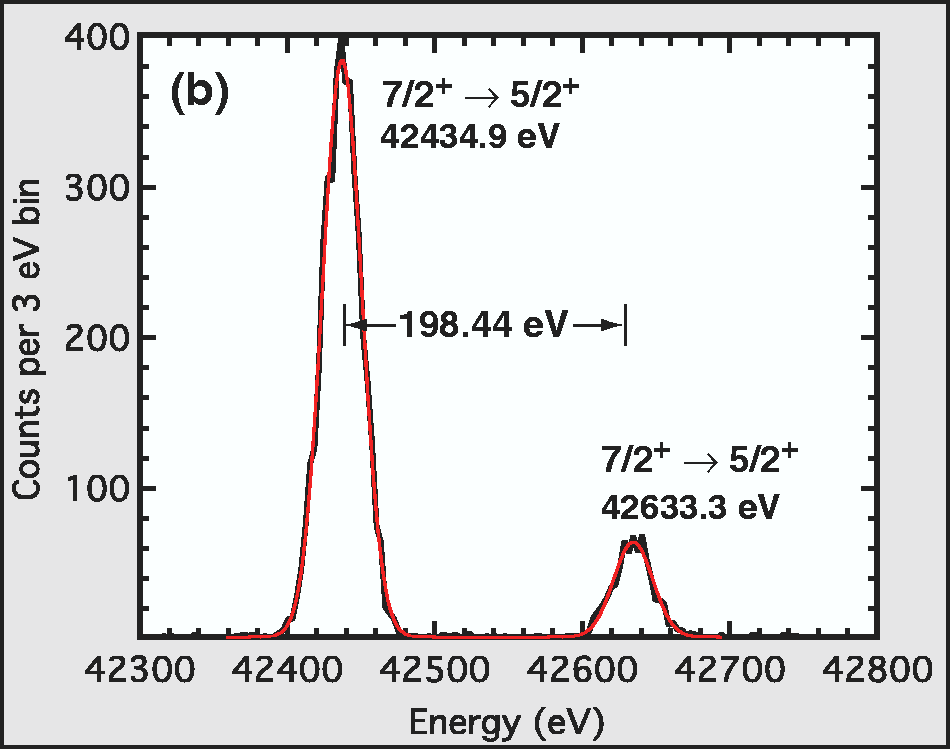 400
(b)
7/2⁺ → 5/2⁺
42434.9 eV
300
Counts per 3 eV bin
198.44 eV
200
7/2⁺ → 5/2⁺
100
42633.3 eV
42300 42400 42500 42600 42700 42800
Energy (eV)